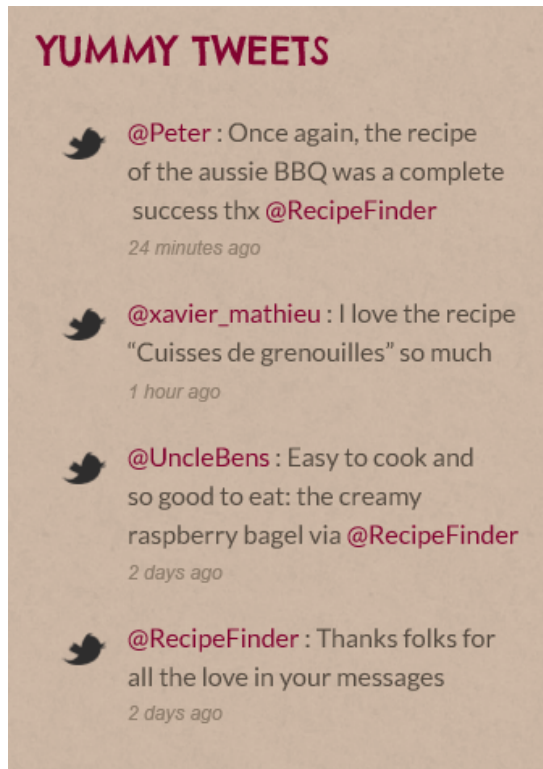 YUMMY TWEETS
@Peter : Once again, the recipe
of the aussie BBQ was a complete
success thx @RecipeFinder
24 minutes ago
@xavier_mathieu : I love the recipe
“Cuisses de grenouilles” so much
1 hour ago
@UncleBens : Easy to cook and
so good to eat: the creamy
raspberry bagel via @RecipeFinder
2 days ago
@RecipeFinder : Thanks folks for
all the love in your messages
2 days ago